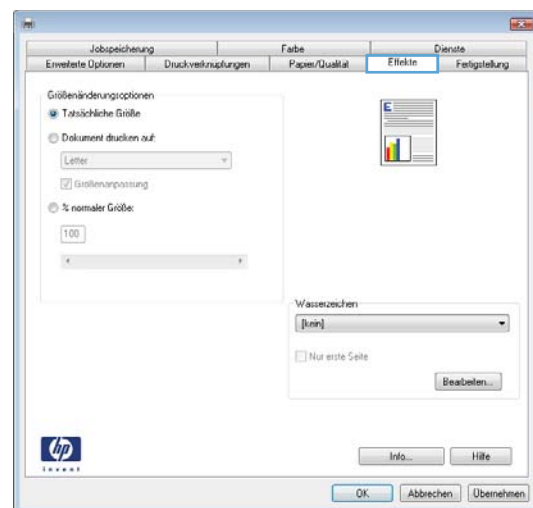 Jobspeicherung Farbe Dienste
Erweiterte Optionen Druckverknüpfungen Papier/Qualität Effekte Fertigstellung
Größenänderungsoptionen
Tatsächliche Größe
Dokument drucken auf:
Letter
Größenanpassung
% normaler Größe:
100
E
Wasserzeichen
[kein]
Nur erste Seite
Bearbeiten...
hp
invent
Info... Hilfe
OK Abbrechen Übernehmen